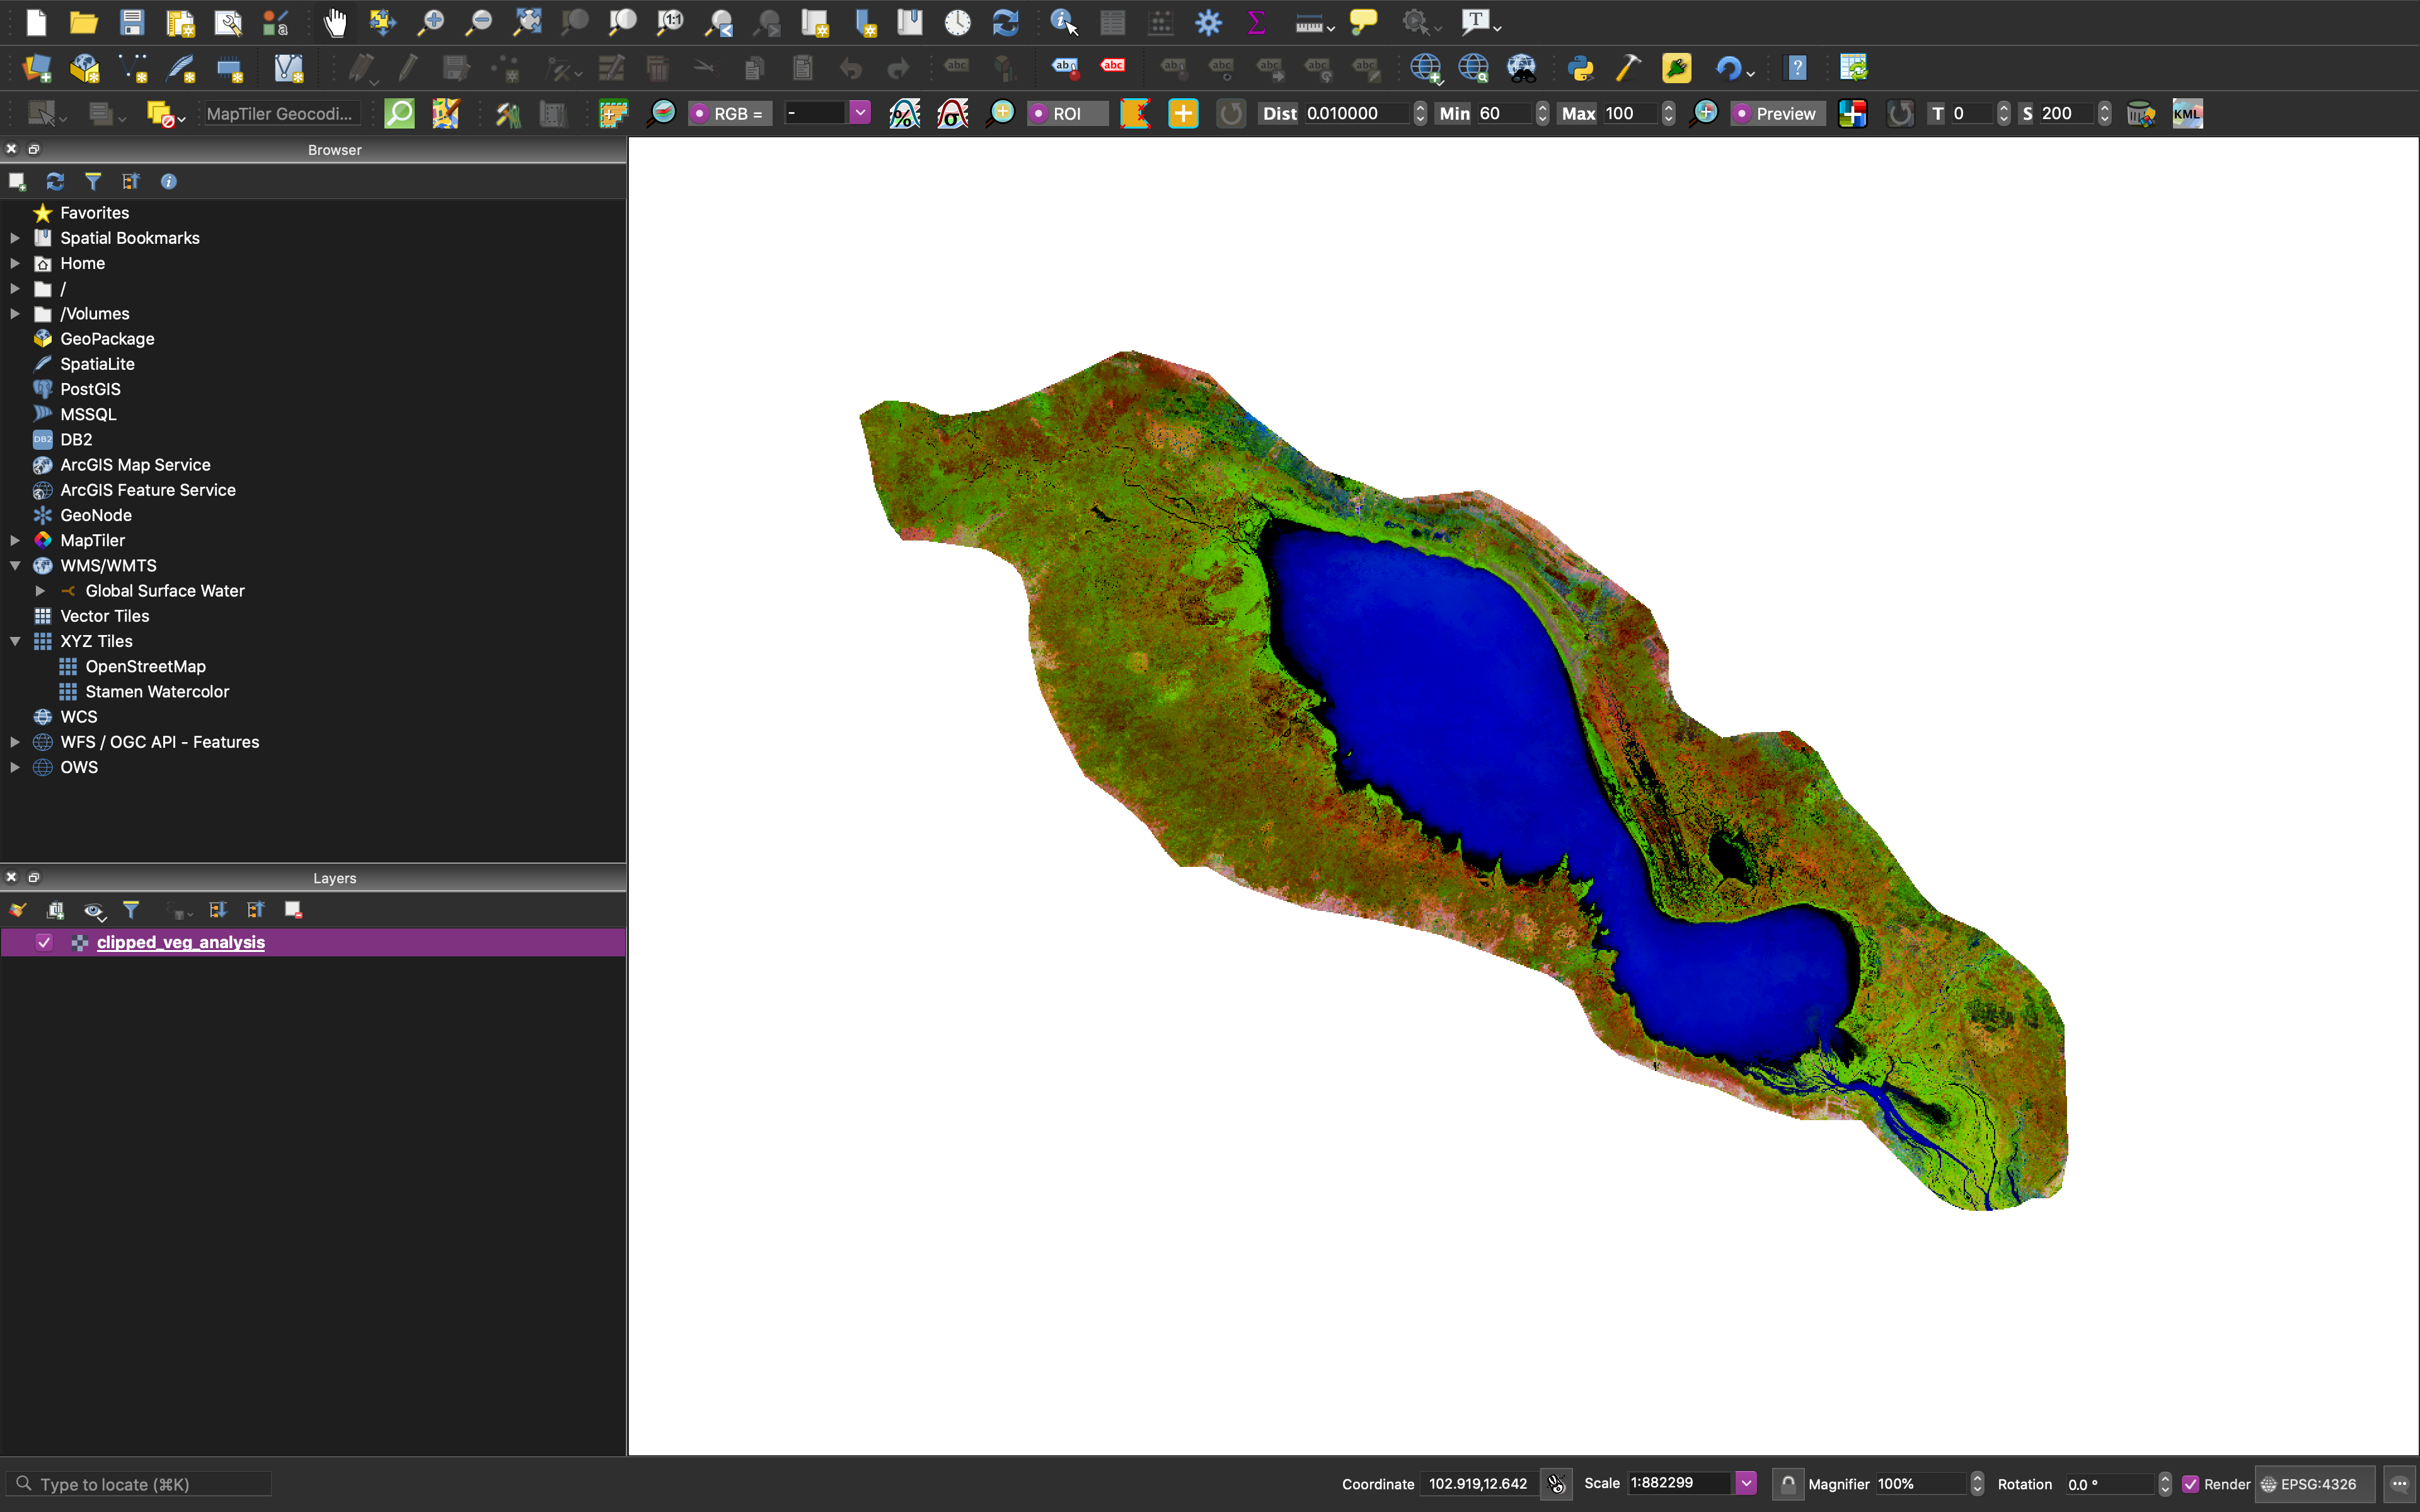 MapTiler Geocodi...
RGB =
-
ROI
Dist 0.010000
Min 60
Max 100
Preview
T 0
S 200
KML
Browser
Favorites
Spatial Bookmarks
Home
/
/Volumes
GeoPackage
SpatiaLite
PostGIS
MSSQL
DB2
ArcGIS Map Service
ArcGIS Feature Service
GeoNode
MapTiler
WMS/WMTS
Global Surface Water
Vector Tiles
XYZ Tiles
OpenStreetMap
Stamen Watercolor
WCS
WFS / OGC API - Features
OWS
Layers
clipped_veg_analysis
Type to locate (⌘K)
Coordinate 102.919,12.642
Scale 1:882299
Magnifier 100%
Rotation 0.0 °
Render
EPSG:4326